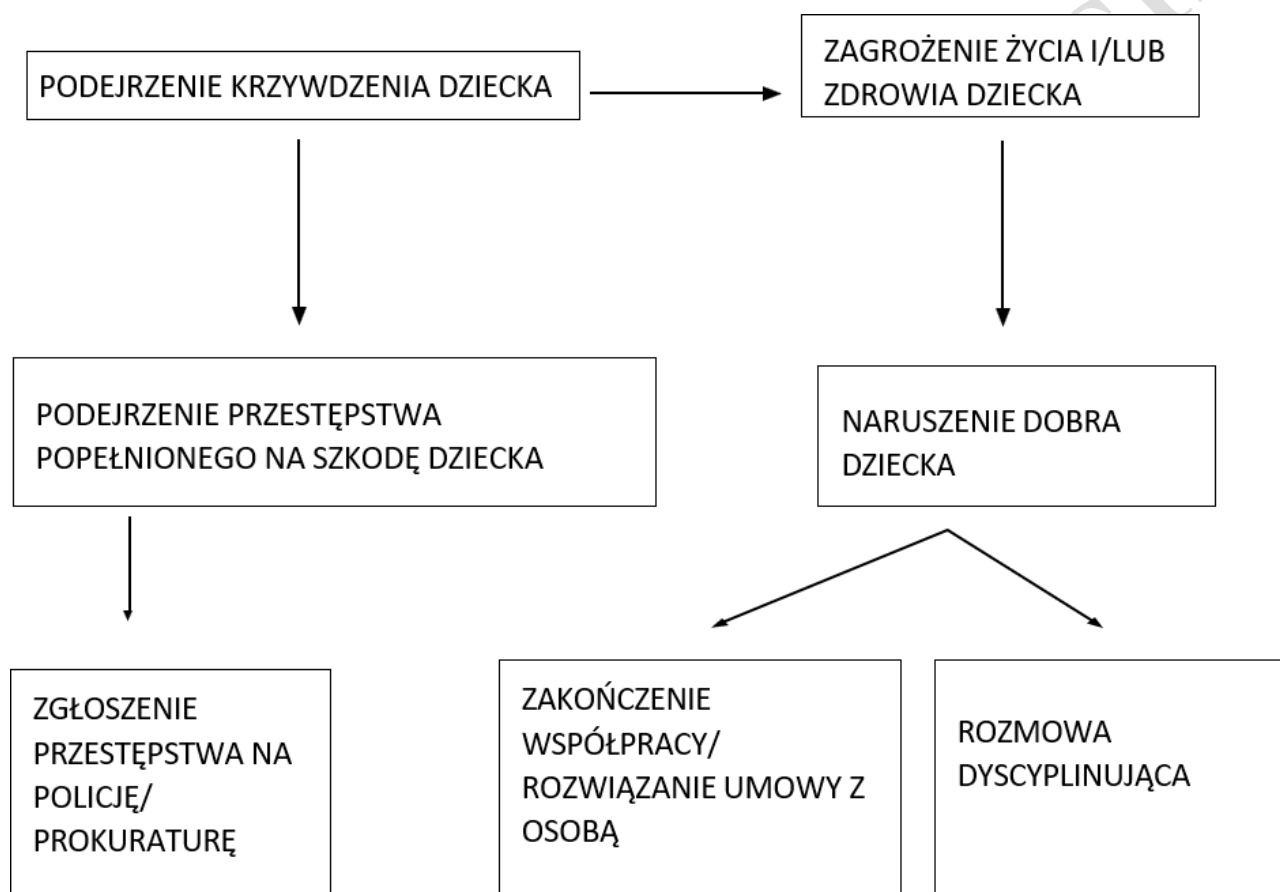 PODEJRZENIE KRZYWDZENIA DZIECKA
ZAGROŻENIE ŻYCIA I/LUB
ZDROWIA DZIECKA
PODEJRZENIE PRZESTĘPSTWA
POPEŁNIONEGO NA SZKODĘ DZIECKA
NARUSZENIE DOBRA
DZIECKA
ZGŁOSZENIE
PRZESTĘPSTWA NA
POLICJĘ/
PROKURATURĘ
ZAKOŃCZENIE
WSPÓŁPRACY/
ROZWIĄZANIE UMOWY Z
OSOBĄ
ROZMOWA
DYSCYPLINUJĄCA